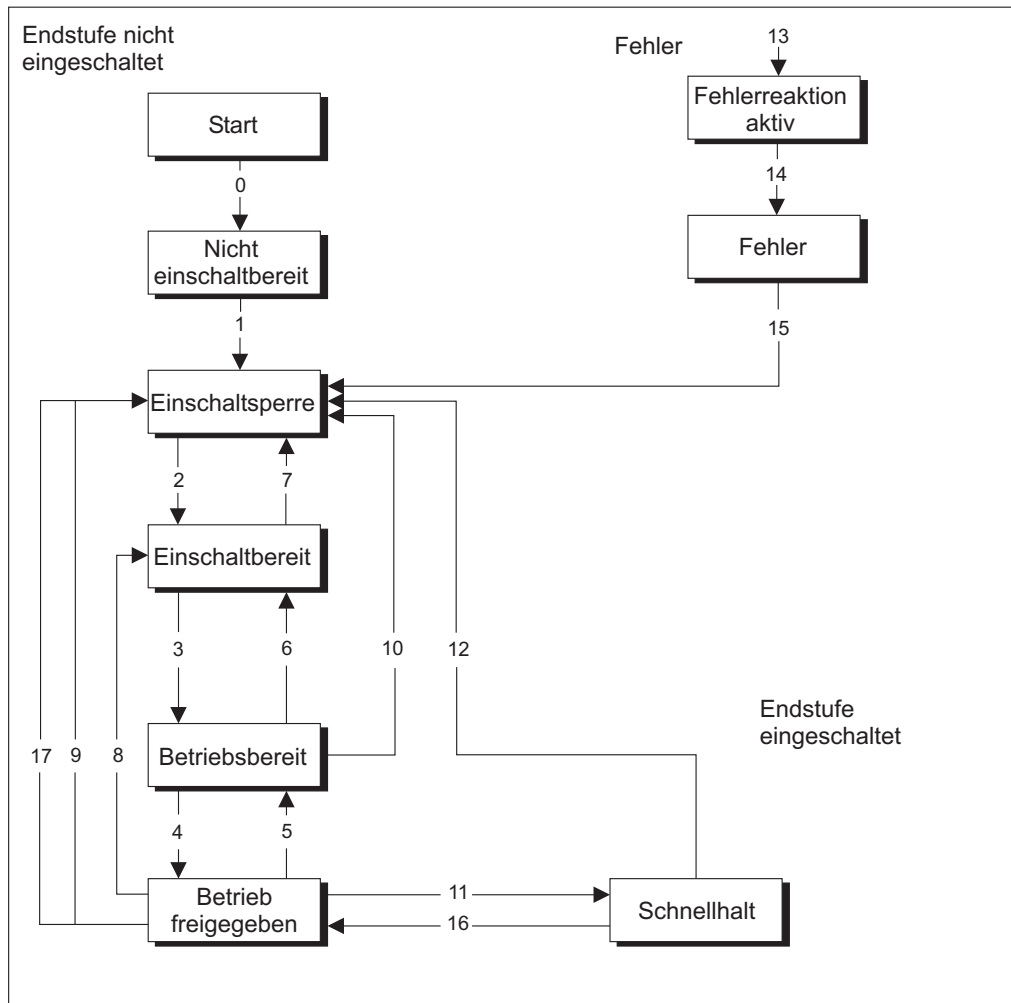 Endstufe nicht
eingeschaltet
Fehler
13
Fehlerreaktion
aktiv
Start
14
0
Nicht
einschaltbereit
Fehler
1
15
Einschaltsperre
2
7
Einschaltbereit
3
6
10
12
Endstufe
eingeschaltet
17
9
8
Betriebsbereit
4
5
Betrieb
freigegeben
11
16
Schnellhalt